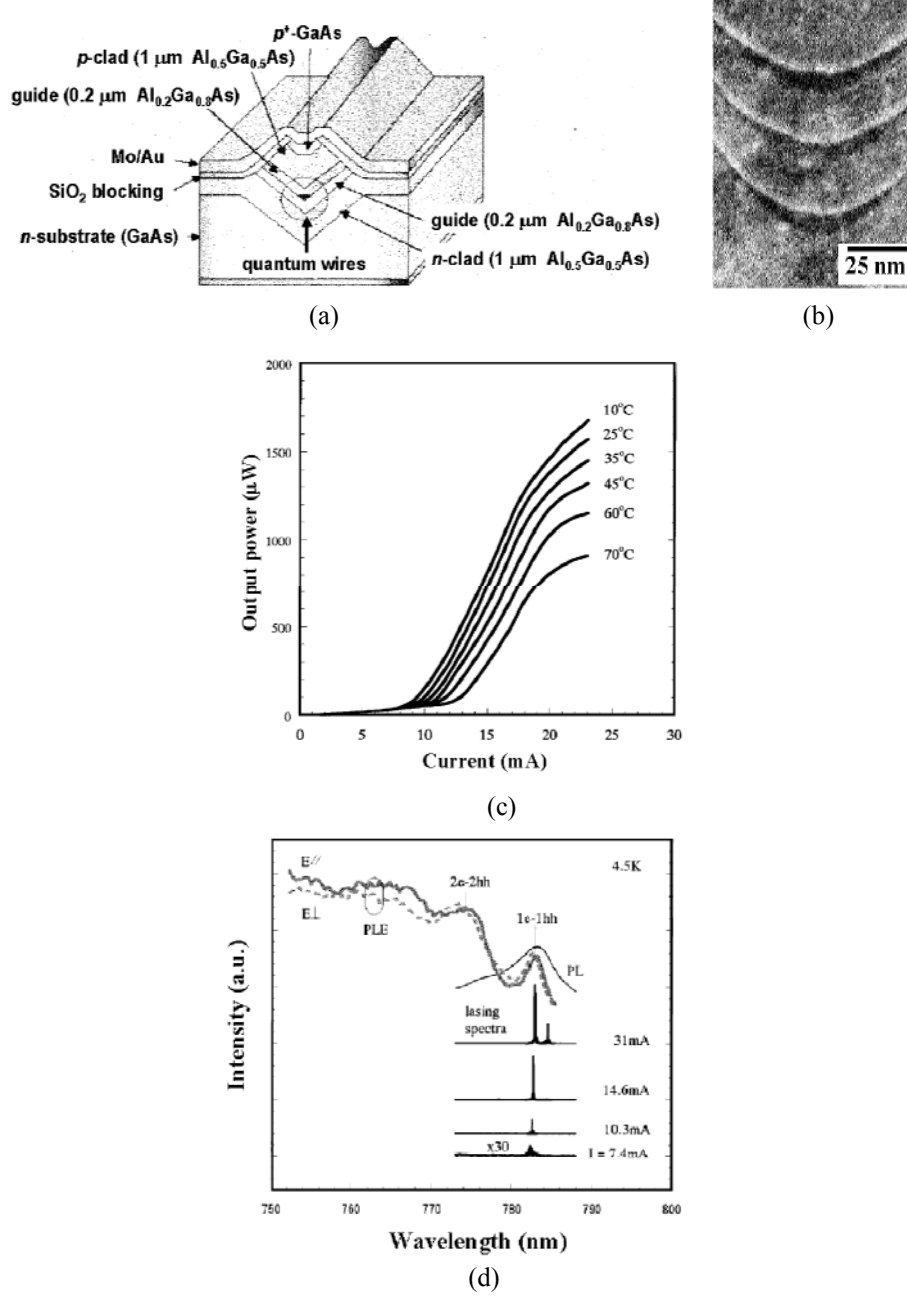 p⁺-GaAs
p-clad (1 μm Al₀.₅Ga₀.₅As)
guide (0.2 μm Al₀.₂Ga₀.₈As)
Mo/Au
SiO₂ blocking
n-substrate (GaAs)
guide (0.2 μm Al₀.₂Ga₀.₈As)
n-clad (1 μm Al₀.₅Ga₀.₅As)
quantum wires
(a)
25 nm
(b)
Output power (μW)
2000
1500
1000
500
0
10°C
25°C
35°C
45°C
60°C
70°C
0 5 10 15 20 25 30
Current (mA)
(c)
Intensity (a.u.)
4.5K
E//
E⊥
PLE
2e-2hh
1e-1hh
PL
lasing
spectra
31mA
14.6mA
10.3mA
x30
I = 7.4mA
750 760 770 780 790 800
Wavelength (nm)
(d)